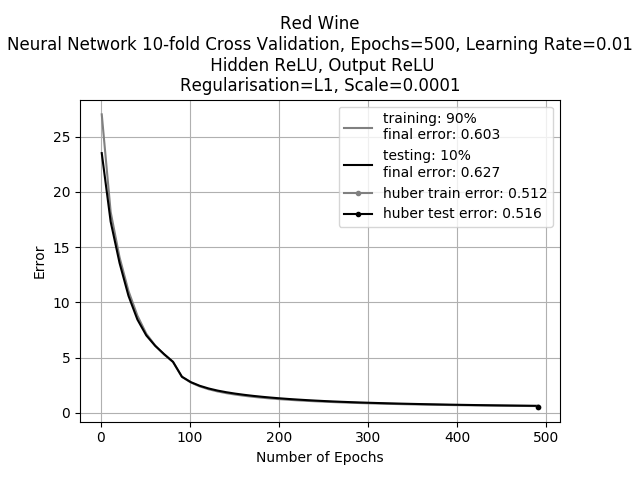 Red Wine
Neural Network 10-fold Cross Validation, Epochs=500, Learning Rate=0.01
Hidden ReLU, Output ReLU
Regularisation=L1, Scale=0.0001
training: 90%
final error: 0.603
testing: 10%
final error: 0.627
huber train error: 0.512
huber test error: 0.516
Error
25
20
15
10
5
0
0 100 200 300 400 500
Number of Epochs